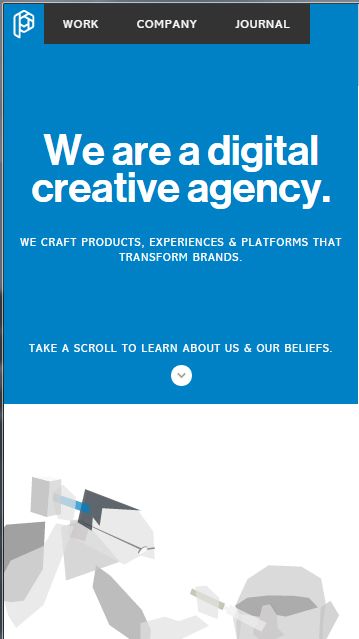 WORK COMPANY JOURNAL
We are a digital
creative agency.
WE CRAFT PRODUCTS, EXPERIENCES & PLATFORMS THAT
TRANSFORM BRANDS.
TAKE A SCROLL TO LEARN ABOUT US & OUR BELIEFS.